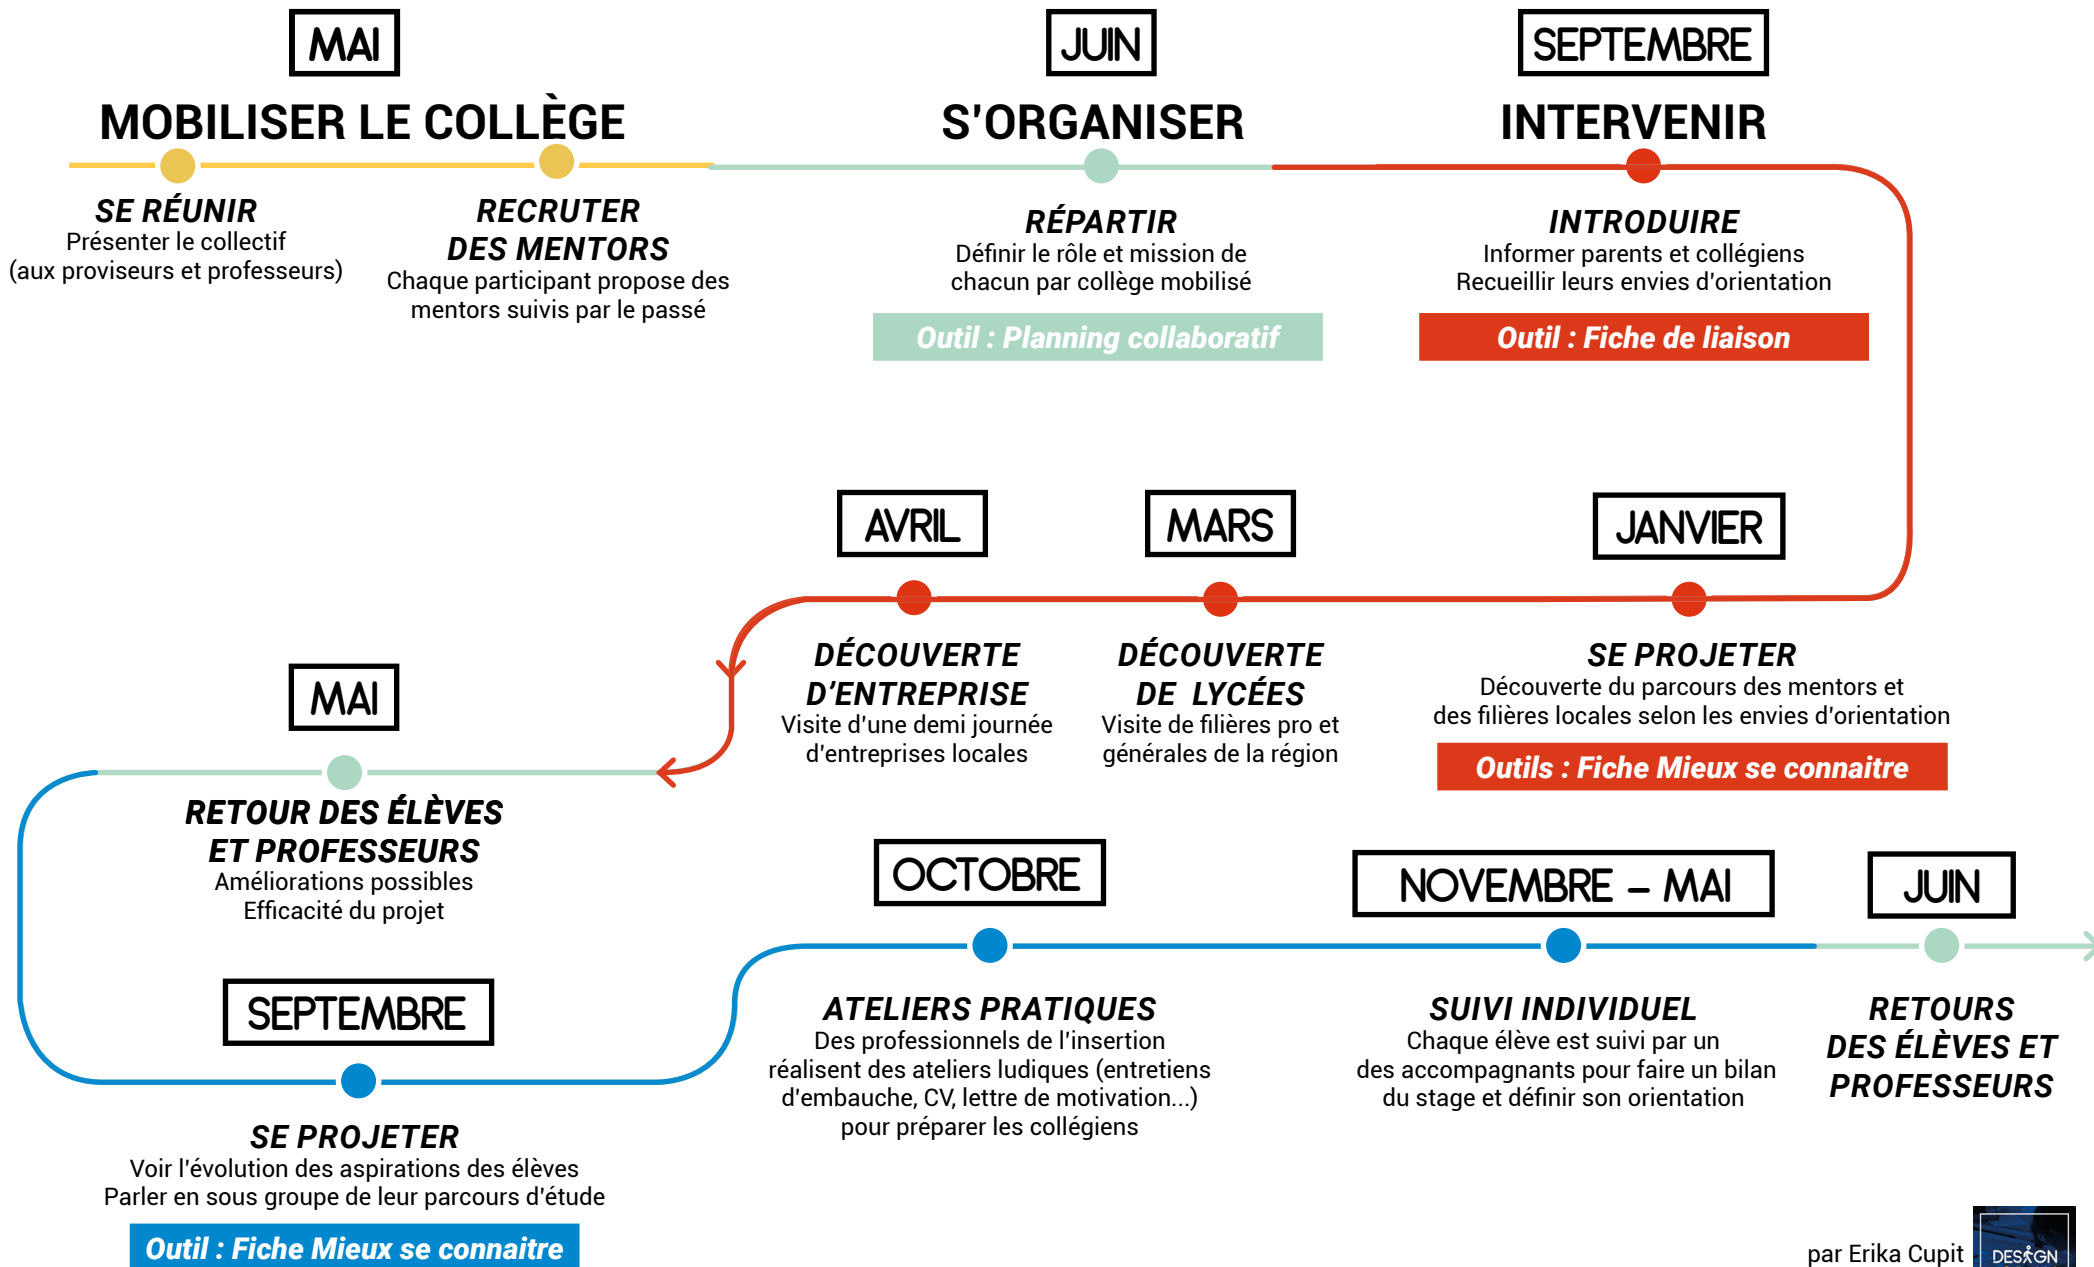 MAI
MOBILISER LE COLLÈGE
SE RÉUNIR
Présenter le collectif
(aux proviseurs et professeurs)
RECRUTER
DES MENTORS
Chaque participant propose des
mentors suivis par le passé
JUIN
S'ORGANISER
RÉPARTIR
Définir le rôle et mission de
chacun par collège mobilisé
Outil : Planning collaboratif
SEPTEMBRE
INTERVENIR
INTRODUIRE
Informer parents et collégiens
Recueillir leurs envies d'orientation
Outil : Fiche de liaison
JANVIER
SE PROJETER
Découverte du parcours des mentors et
des filières locales selon les envies d'orientation
Outils : Fiche Mieux se connaitre
MARS
DÉCOUVERTE
DE LYCÉES
Visite de filières pro et
générales de la région
AVRIL
DÉCOUVERTE
D'ENTREPRISE
Visite d'une demi journée
d'entreprises locales
MAI
RETOUR DES ÉLÈVES
ET PROFESSEURS
Améliorations possibles
Efficacité du projet
SEPTEMBRE
SE PROJETER
Voir l'évolution des aspirations des élèves
Parler en sous groupe de leur parcours d'étude
Outil : Fiche Mieux se connaitre
OCTOBRE
ATELIERS PRATIQUES
Des professionnels de l'insertion
réalisent des ateliers ludiques (entretiens
d'embauche, CV, lettre de motivation...)
pour préparer les collégiens
NOVEMBRE – MAI
SUIVI INDIVIDUEL
Chaque élève est suivi par un
des accompagnants pour faire un bilan
du stage et définir son orientation
JUIN
RETOURS
DES ÉLÈVES ET
PROFESSEURS
par Erika Cupit
DESIGN